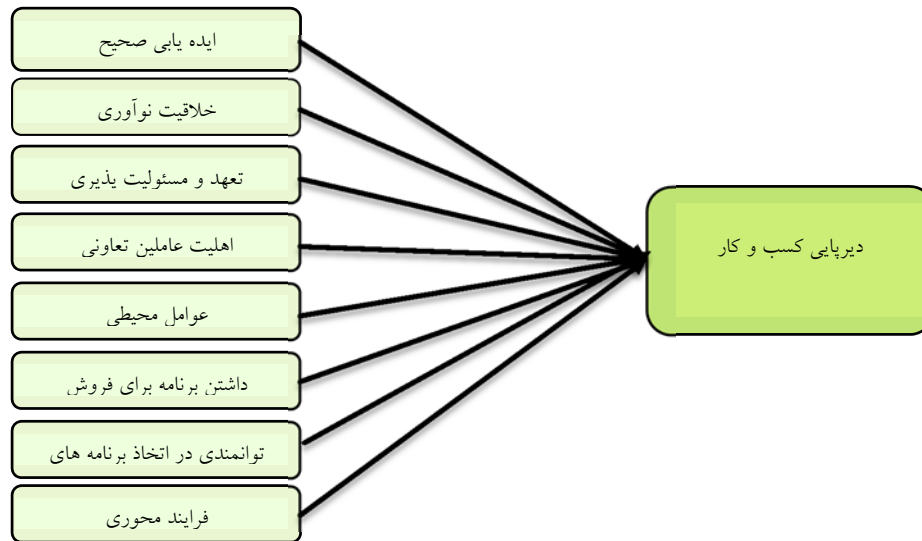 ایده یابی صحیح
خلاقیت نوآوری
تعهد و مسئولیت پذیری
اهلیت عاملین تعاونی
عوامل محیطی
داشتن برنامه برای فروش
توانمندی در اتخاذ برنامه های
فرایند محوری
دیرپایی کسب و کار